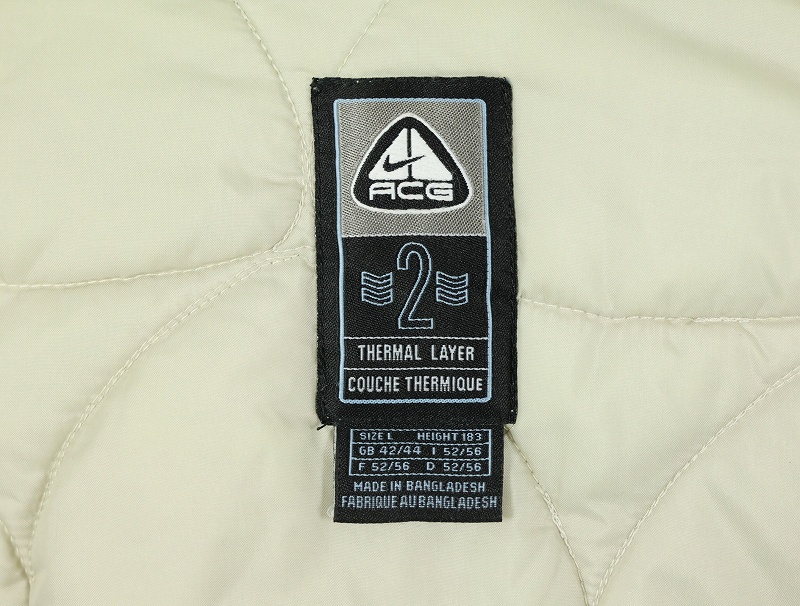 ACG
2
THERMAL LAYER
COUCHE THERMIQUE
SIZE L HEIGHT 183
GB 42/44 I 52/56
F 52/56 D 52/56
MADE IN BANGLADESH
FABRIQUE AU BANGLADESH